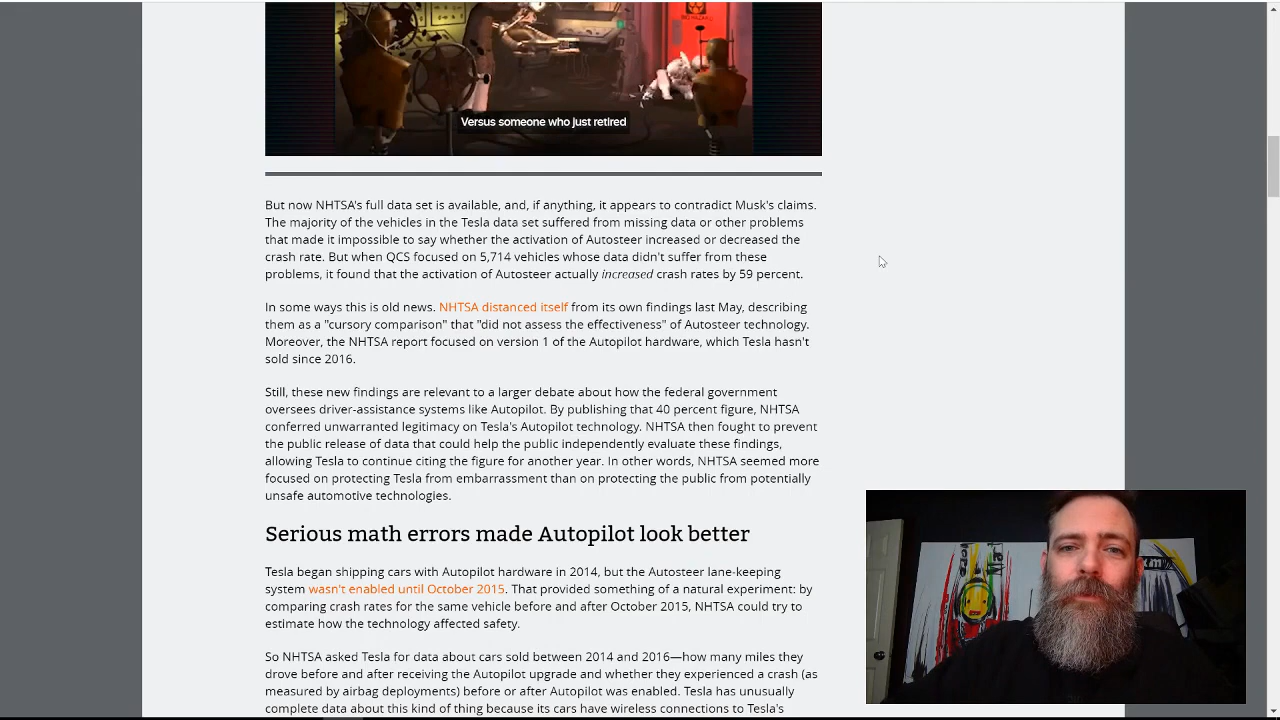 Versus someone who just retired
But now NHTSA's full data set is available, and, if anything, it appears to contradict Musk's claims.
The majority of the vehicles in the Tesla data set suffered from missing data or other problems
that made it impossible to say whether the activation of Autosteer increased or decreased the
crash rate. But when QCS focused on 5,714 vehicles whose data didn't suffer from these
problems, it found that the activation of Autosteer actually increased crash rates by 59 percent.
In some ways this is old news. NHTSA distanced itself from its own findings last May, describing
them as a "cursory comparison" that "did not assess the effectiveness" of Autosteer technology.
Moreover, the NHTSA report focused on version 1 of the Autopilot hardware, which Tesla hasn't
sold since 2016.
Still, these new findings are relevant to a larger debate about how the federal government
oversees driver-assistance systems like Autopilot. By publishing that 40 percent figure, NHTSA
conferred unwarranted legitimacy on Tesla's Autopilot technology. NHTSA then fought to prevent
the public release of data that could help the public independently evaluate these findings,
allowing Tesla to continue citing the figure for another year. In other words, NHTSA seemed more
focused on protecting Tesla from embarrassment than on protecting the public from potentially
unsafe automotive technologies.
Serious math errors made Autopilot look better
Tesla began shipping cars with Autopilot hardware in 2014, but the Autosteer lane-keeping
system wasn't enabled until October 2015. That provided something of a natural experiment: by
comparing crash rates for the same vehicle before and after October 2015, NHTSA could try to
estimate how the technology affected safety.
So NHTSA asked Tesla for data about cars sold between 2014 and 2016—how many miles they
drove before and after receiving the Autopilot upgrade and whether they experienced a crash (as
measured by airbag deployments) before or after Autopilot was enabled. Tesla has unusually
complete data about this kind of thing because its cars have wireless connections to Tesla's